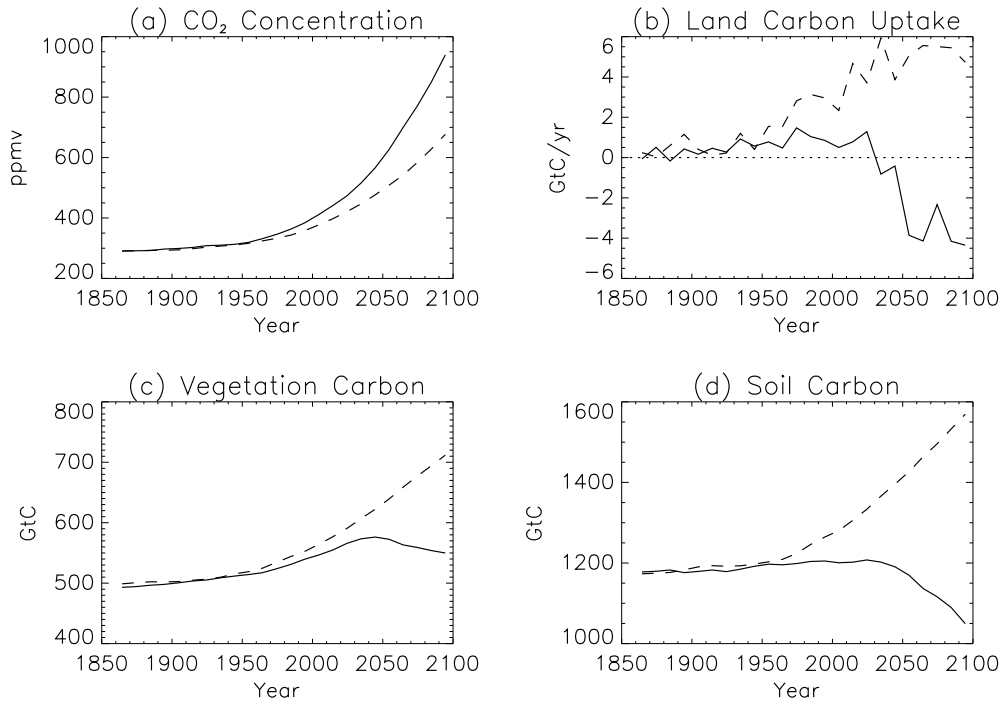 (a) CO₂ Concentration
1000
800
600
400
200
ppmv
1850 1900 1950 2000 2050 2100
Year
(b) Land Carbon Uptake
6
4
2
0
−2
−4
−6
GtC/yr
1850 1900 1950 2000 2050 2100
Year
(c) Vegetation Carbon
800
700
600
500
400
GtC
1850 1900 1950 2000 2050 2100
Year
(d) Soil Carbon
1600
1400
1200
1000
GtC
1850 1900 1950 2000 2050 2100
Year